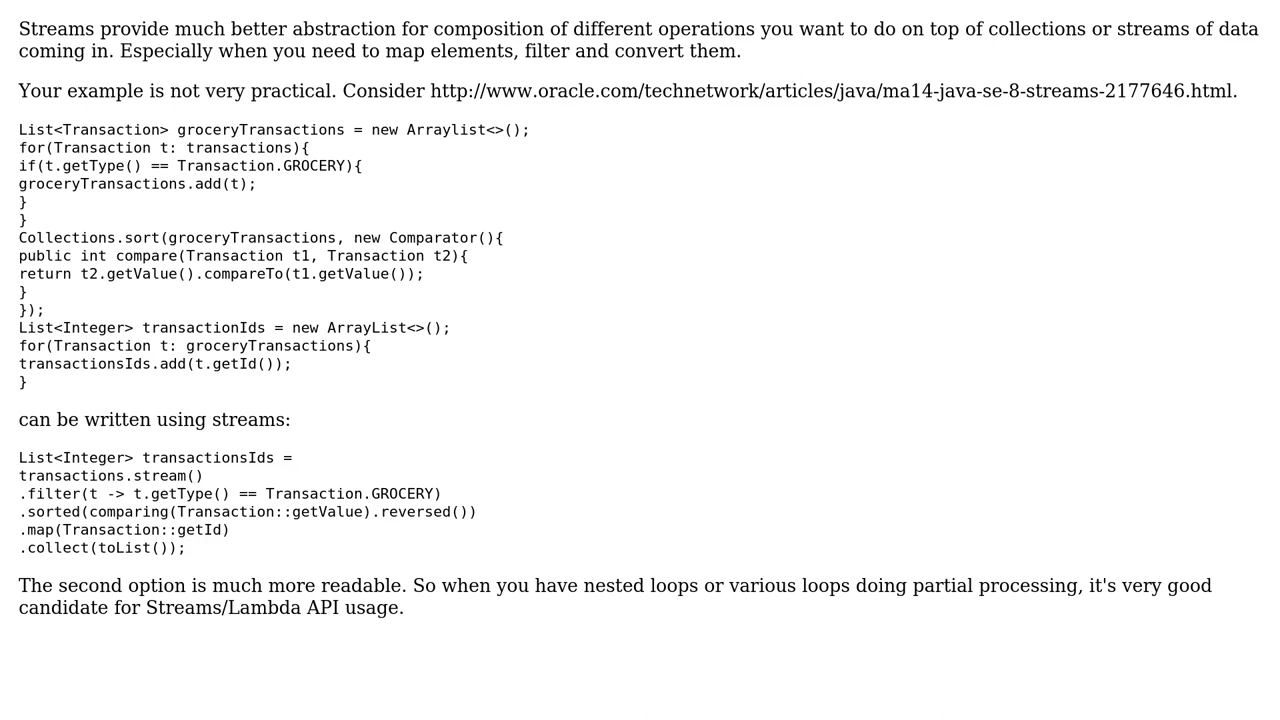 Streams provide much better abstraction for composition of different operations you want to do on top of collections or streams of data
coming in. Especially when you need to map elements, filter and convert them.
Your example is not very practical. Consider http://www.oracle.com/technetwork/articles/java/ma14-java-se-8-streams-2177646.html.
List<Transaction> groceryTransactions = new Arraylist<>();
for(Transaction t: transactions){
if(t.getType() == Transaction.GROCERY){
groceryTransactions.add(t);
}
}
Collections.sort(groceryTransactions, new Comparator(){
public int compare(Transaction t1, Transaction t2){
return t2.getValue().compareTo(t1.getValue());
}
});
List<Integer> transactionIds = new ArrayList<>();
for(Transaction t: groceryTransactions){
transactionsIds.add(t.getId());
}
can be written using streams:
List<Integer> transactionsIds =
transactions.stream()
.filter(t -> t.getType() == Transaction.GROCERY)
.sorted(comparing(Transaction::getValue).reversed())
.map(Transaction::getId)
.collect(toList());
The second option is much more readable. So when you have nested loops or various loops doing partial processing, it's very good
candidate for Streams/Lambda API usage.